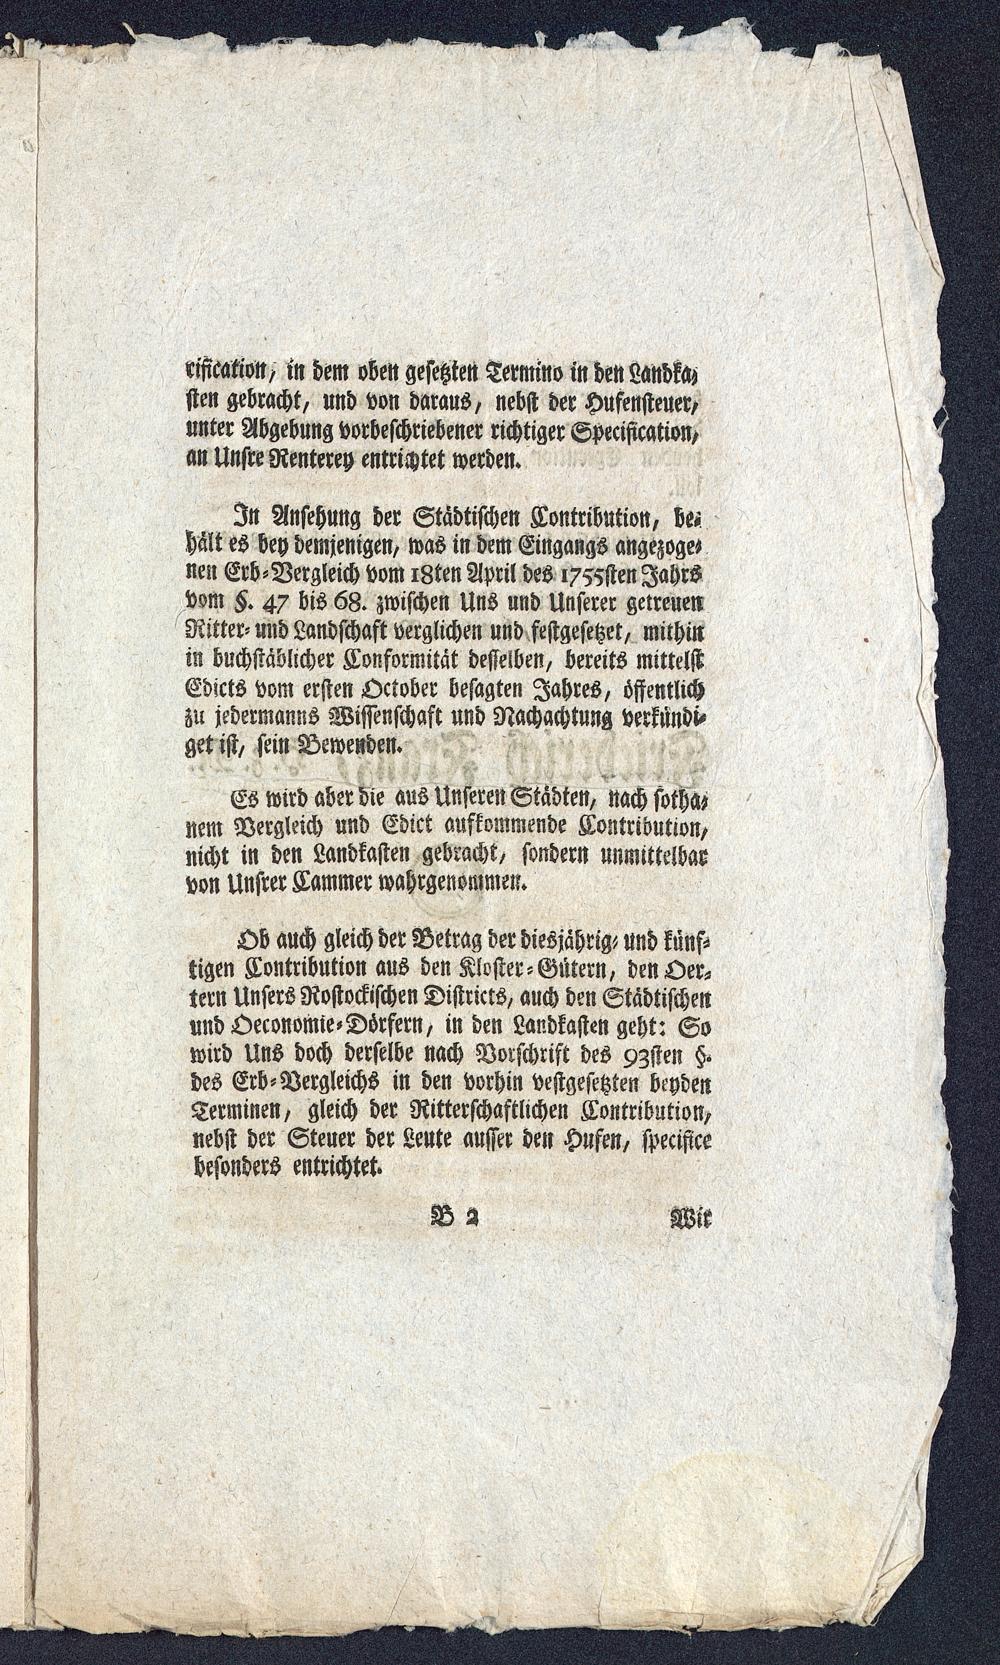 rification, in dem oben gesetzten Termino in den Landka-
sten gebracht, und von daraus, nebst der Hufensteuer,
unter Abgebung vorbeschriebener richtiger Specification,
an Unsre Renterey entrichtet werden.
In Ansehung der Städtischen Contribution, be-
hält es bey demjenigen, was in dem Eingangs angezoge-
nen Erb-Vergleich vom 18ten April des 1755sten Jahrs
vom §. 47 bis 68. zwischen Uns und Unserer getreuen
Ritter- und Landschaft verglichen und festgesetzet, mithin
in buchstäblicher Conformität desselben, bereits mittelst
Edicts vom ersten October besagten Jahres, öffentlich
zu jedermanns Wissenschaft und Nachachtung verkündi-
get ist, sein Bewenden.
Es wird aber die aus Unseren Städten, nach sotha-
nem Vergleich und Edict aufkommende Contribution,
nicht in den Landkasten gebracht, sondern unmittelbar
von Unsrer Cammer wahrgenommen.
Ob auch gleich der Betrag der diesjährig- und künf-
tigen Contribution aus den Kloster-Gütern, den Oer-
tern Unsers Rostockischen Districts, auch den Städtischen
und Oeconomie-Dörfern, in den Landkasten geht: So
wird Uns doch derselbe nach Vorschrift des 93sten §.
des Erb-Vergleichs in den vorhin vestgesetzten beyden
Terminen, gleich der Ritterschaftlichen Contribution,
nebst der Steuer der Leute ausser den Hufen, specifice
besonders entrichtet.
B 2 Wir